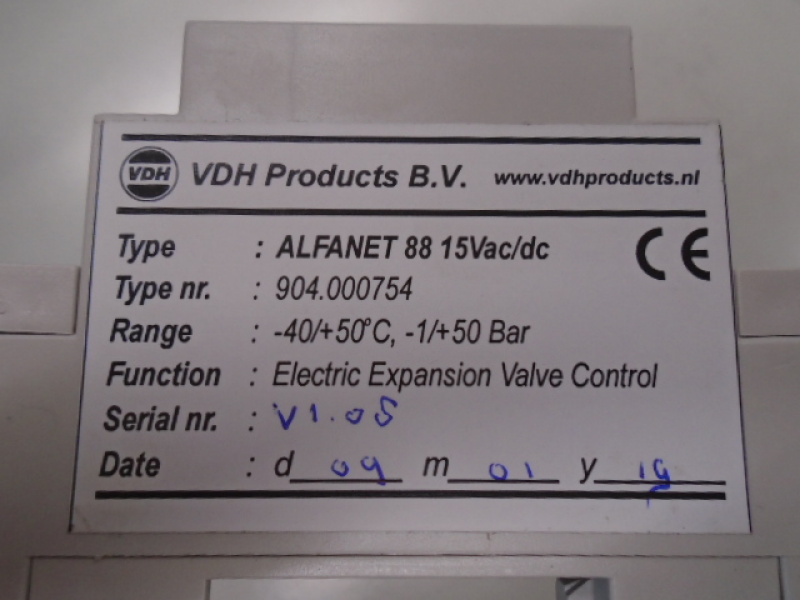 VDH VDH Products B.V. www.vdhproducts.nl
Type : ALFANET 88 15Vac/dc CE
Type nr. : 904.000754
Range : -40/+50°C, -1/+50 Bar
Function : Electric Expansion Valve Control
Serial nr. : V1.08
Date : d 09 m 01 y 19